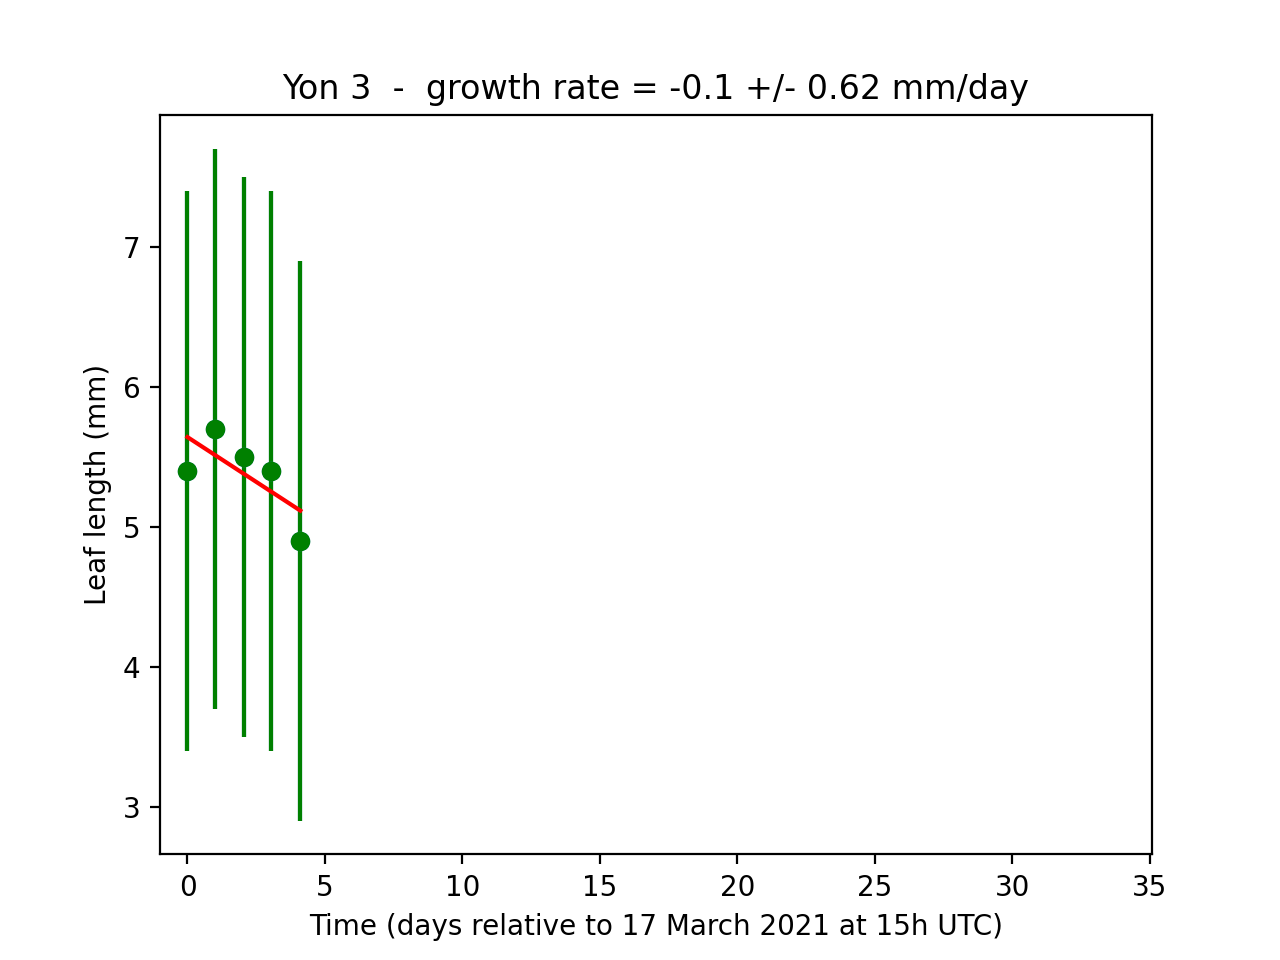 Yon 3  -  growth rate = -0.1 +/- 0.62 mm/day
Leaf length (mm)
7
6
5
4
3
0 5 10 15 20 25 30 35
Time (days relative to 17 March 2021 at 15h UTC)